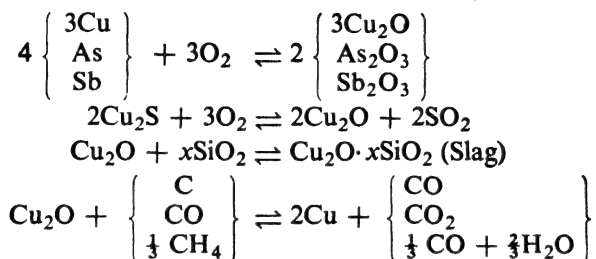 4 { 3Cu / As / Sb } + 3O₂ ⇌ 2 { 3Cu₂O / As₂O₃ / Sb₂O₃ }
2Cu₂S + 3O₂ ⇌ 2Cu₂O + 2SO₂
Cu₂O + xSiO₂ ⇌ Cu₂O·xSiO₂ (Slag)
Cu₂O + { C / CO / ⅓ CH₄ } ⇌ 2Cu + { CO / CO₂ / ⅓ CO + ⅔H₂O }